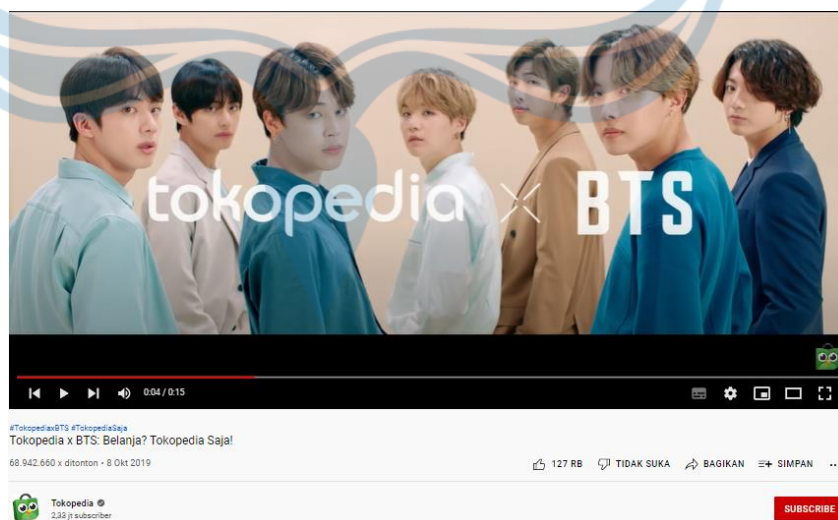 tokopedia × BTS
0:04 / 0:15
#TokopediaxBTS #TokopediaSaja
Tokopedia x BTS: Belanja? Tokopedia Saja!
68.942.660 x ditonton • 8 Okt 2019
127 RB TIDAK SUKA BAGIKAN SIMPAN ...
Tokopedia
2,33 jt subscriber
SUBSCRIBE